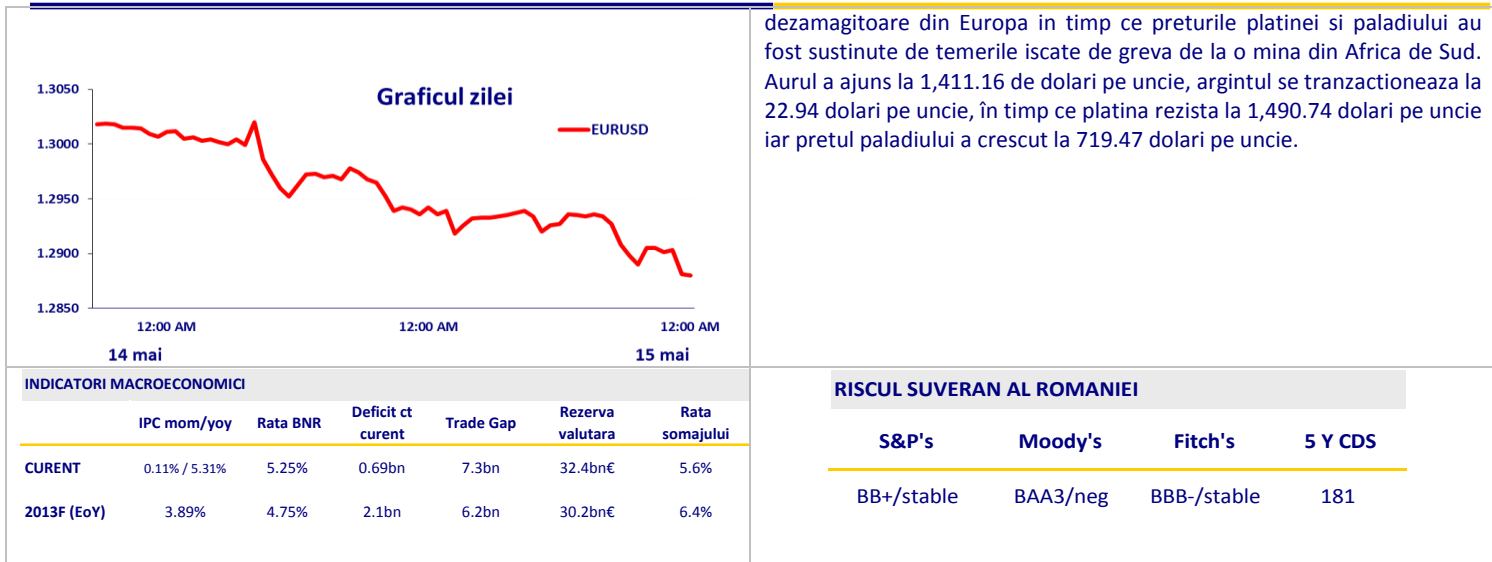 dezamagitoare din Europa in timp ce preturile platinei si paladiului au
fost sustinute de temerile iscate de greva de la o mina din Africa de Sud.
Aurul a ajuns la 1,411.16 de dolari pe uncie, argintul se tranzactioneaza la
22.94 dolari pe uncie, în timp ce platina rezista la 1,490.74 dolari pe uncie
iar pretul paladiului a crescut la 719.47 dolari pe uncie.
Graficul zilei
EURUSD
1.3050
1.3000
1.2950
1.2900
1.2850
12:00 AM 12:00 AM 12:00 AM
14 mai 15 mai
INDICATORI MACROECONOMICI
IPC mom/yoy Rata BNR Deficit ct curent Trade Gap Rezerva valutara Rata somajului
CURENT 0.11% / 5.31% 5.25% 0.69bn 7.3bn 32.4bn€ 5.6%
2013F (EoY) 3.89% 4.75% 2.1bn 6.2bn 30.2bn€ 6.4%
RISCUL SUVERAN AL ROMANIEI
S&P's Moody's Fitch's 5 Y CDS
BB+/stable BAA3/neg BBB-/stable 181